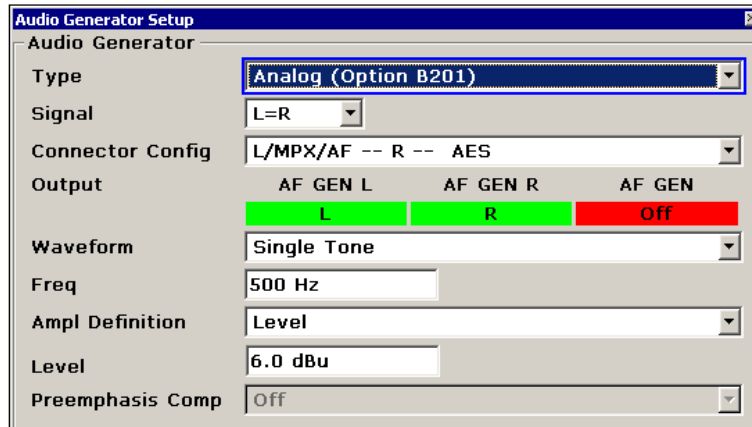 Audio Generator Setup
Audio Generator
Type Analog (Option B201)
Signal L=R
Connector Config L/MPX/AF -- R -- AES
Output AF GEN L AF GEN R AF GEN
L R Off
Waveform Single Tone
Freq 500 Hz
Ampl Definition Level
Level 6.0 dBu
Preemphasis Comp Off